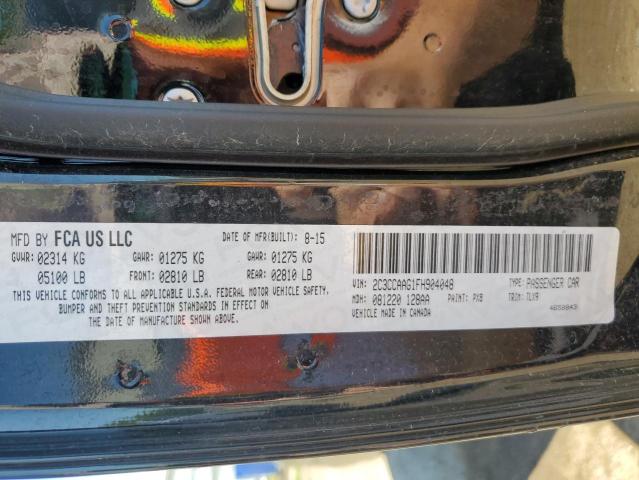 MFD BY FCA US LLC
DATE OF MFR(BUILT): 8-15
GVWR: 02314 KG GAWR: 01275 KG GAWR: 01275 KG
05100 LB FRONT: 02810 LB REAR: 02810 LB
THIS VEHICLE CONFORMS TO ALL APPLICABLE U.S.A. FEDERAL MOTOR VEHICLE SAFETY,
BUMPER AND THEFT PREVENTION STANDARDS IN EFFECT ON
THE DATE OF MANUFACTURE SHOWN ABOVE.
VIN: 2C3CCAAG1FH904048 TYPE: PASSENGER CAR
MDH: 081220 128AA PAINT: PX8 TRIM: TLX9
VEHICLE MADE IN CANADA